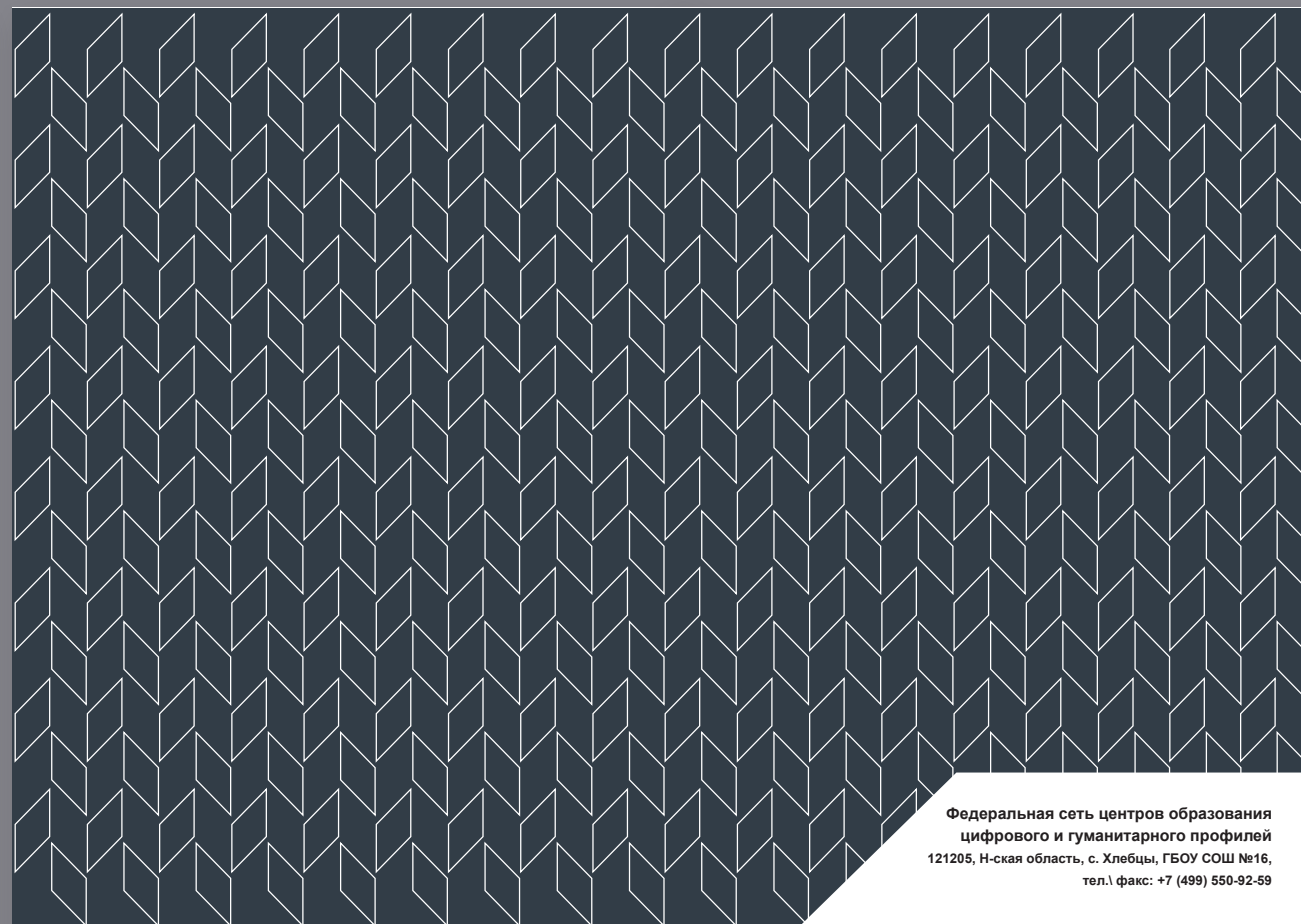 Федеральная сеть центров образования
цифрового и гуманитарного профилей
121205, Н-ская область, с. Хлебцы, ГБОУ СОШ №16,
тел.\ факс: +7 (499) 550-92-59